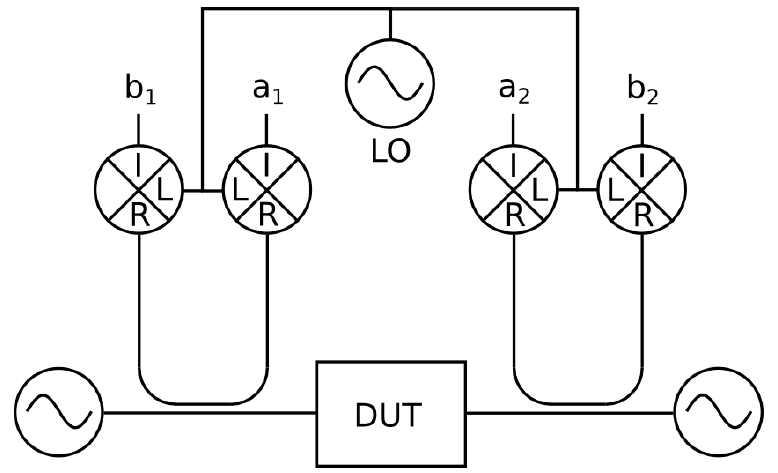 b₁ a₁ a₂ b₂
LO
I I I I
L L L L
R R R R
DUT